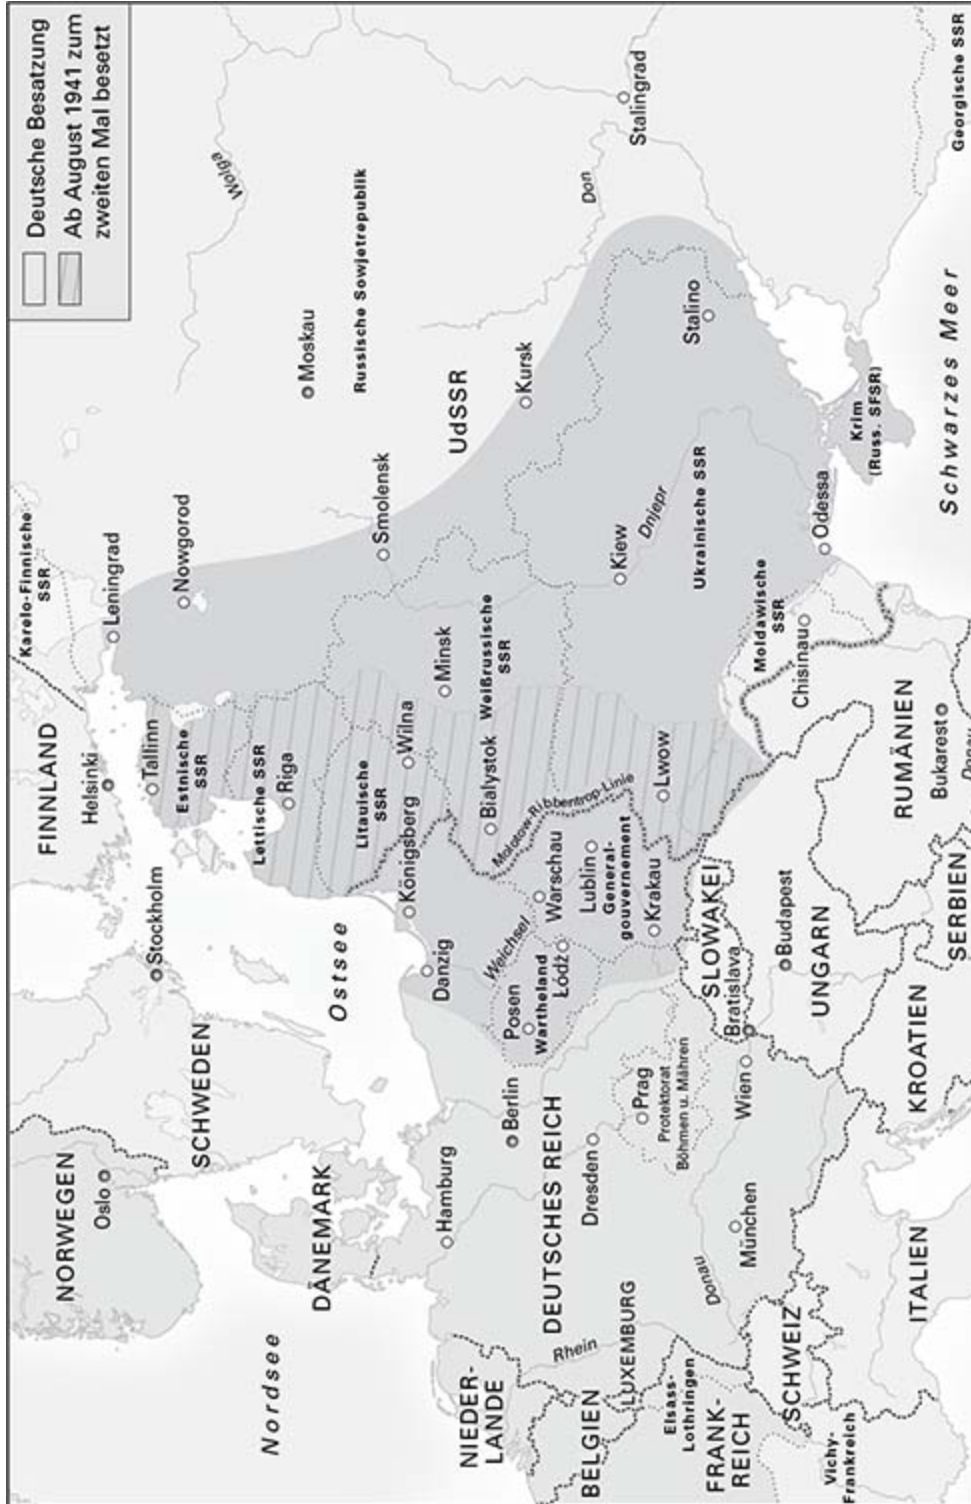 Deutsche Besatzung
Ab August 1941 zum
zweiten Mal besetzt
NORWEGEN
Oslo
SCHWEDEN
Stockholm
FINNLAND
Helsinki
Karelo-Finnische
SSR
Leningrad
Nowgorod
Wolga
Nordsee
DÄNEMARK
Ostsee
Tallinn
Estnische
SSR
Lettische SSR
Riga
Litauische
SSR
Wilna
Moskau
Russische Sowjetrepublik
UdSSR
Smolensk
NIEDER-
LANDE
Hamburg
Danzig
Königsberg
Minsk
Weißrussische
SSR
Bialystok
Molotow-Ribbentrop-Linie
Kursk
BELGIEN
LUXEMBURG
Rhein
DEUTSCHES REICH
Berlin
Dresden
Posen
Wartheland
Łódź
Weichsel
Warschau
Lublin
General-
gouvernement
Krakau
Lwow
Kiew
Dnjepr
Ukrainische SSR
Don
Stalingrad
Stalino
Elsass-
Lothringen
FRANK-
REICH
Donau
München
Prag
Protektorat
Böhmen u. Mähren
Wien
Bratislava
SLOWAKEI
Budapest
UNGARN
Moldawische
SSR
Chisinau
Odessa
Krim
(Russ. SFSR)
Schwarzes Meer
Georgische SSR
SCHWEIZ
Vichy-
Frankreich
ITALIEN
KROATIEN
SERBIEN
RUMÄNIEN
Bukarest
Donau